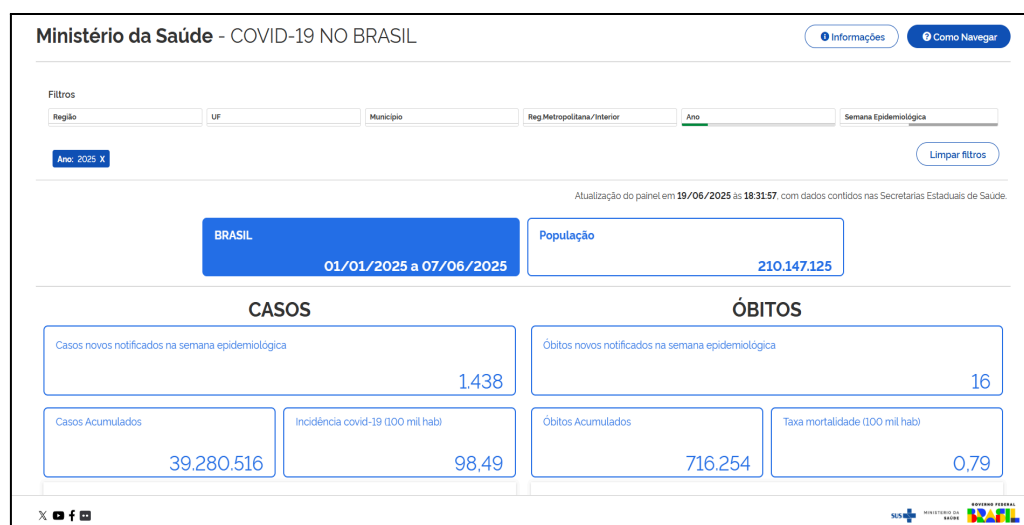 Ministério da Saúde - COVID-19 NO BRASIL
Informações
Como Navegar
Filtros
Região
UF
Município
Reg.Metropolitana/Interior
Ano
Semana Epidemiológica
Ano: 2025 X
Limpar filtros
Atualização do painel em 19/06/2025 às 18:31:57, com dados contidos nas Secretarias Estaduais de Saúde.
BRASIL
01/01/2025 a 07/06/2025
População
210.147.125
CASOS
Casos novos notificados na semana epidemiológica
1.438
Casos Acumulados
39.280.516
Incidência covid-19 (100 mil hab)
98,49
ÓBITOS
Óbitos novos notificados na semana epidemiológica
16
Óbitos Acumulados
716.254
Taxa mortalidade (100 mil hab)
0,79
SUS
MINISTÉRIO DA
SAÚDE
GOVERNO FEDERAL
BRASIL